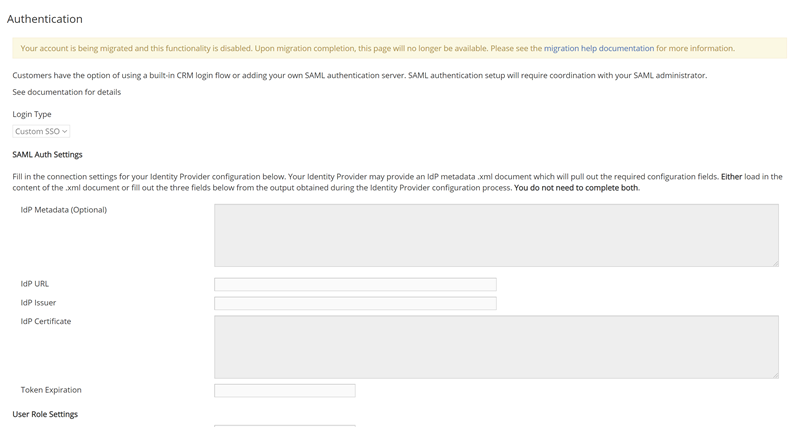 Authentication
Your account is being migrated and this functionality is disabled. Upon migration completion, this page will no longer be available. Please see the migration help documentation for more information.
Customers have the option of using a built-in CRM login flow or adding your own SAML authentication server. SAML authentication setup will require coordination with your SAML administrator.
See documentation for details
Login Type
Custom SSO
SAML Auth Settings
Fill in the connection settings for your Identity Provider configuration below. Your Identity Provider may provide an IdP metadata .xml document which will pull out the required configuration fields. Either load in the
content of the .xml document or fill out the three fields below from the output obtained during the Identity Provider configuration process. You do not need to complete both.
IdP Metadata (Optional)
IdP URL
IdP Issuer
IdP Certificate
Token Expiration
User Role Settings